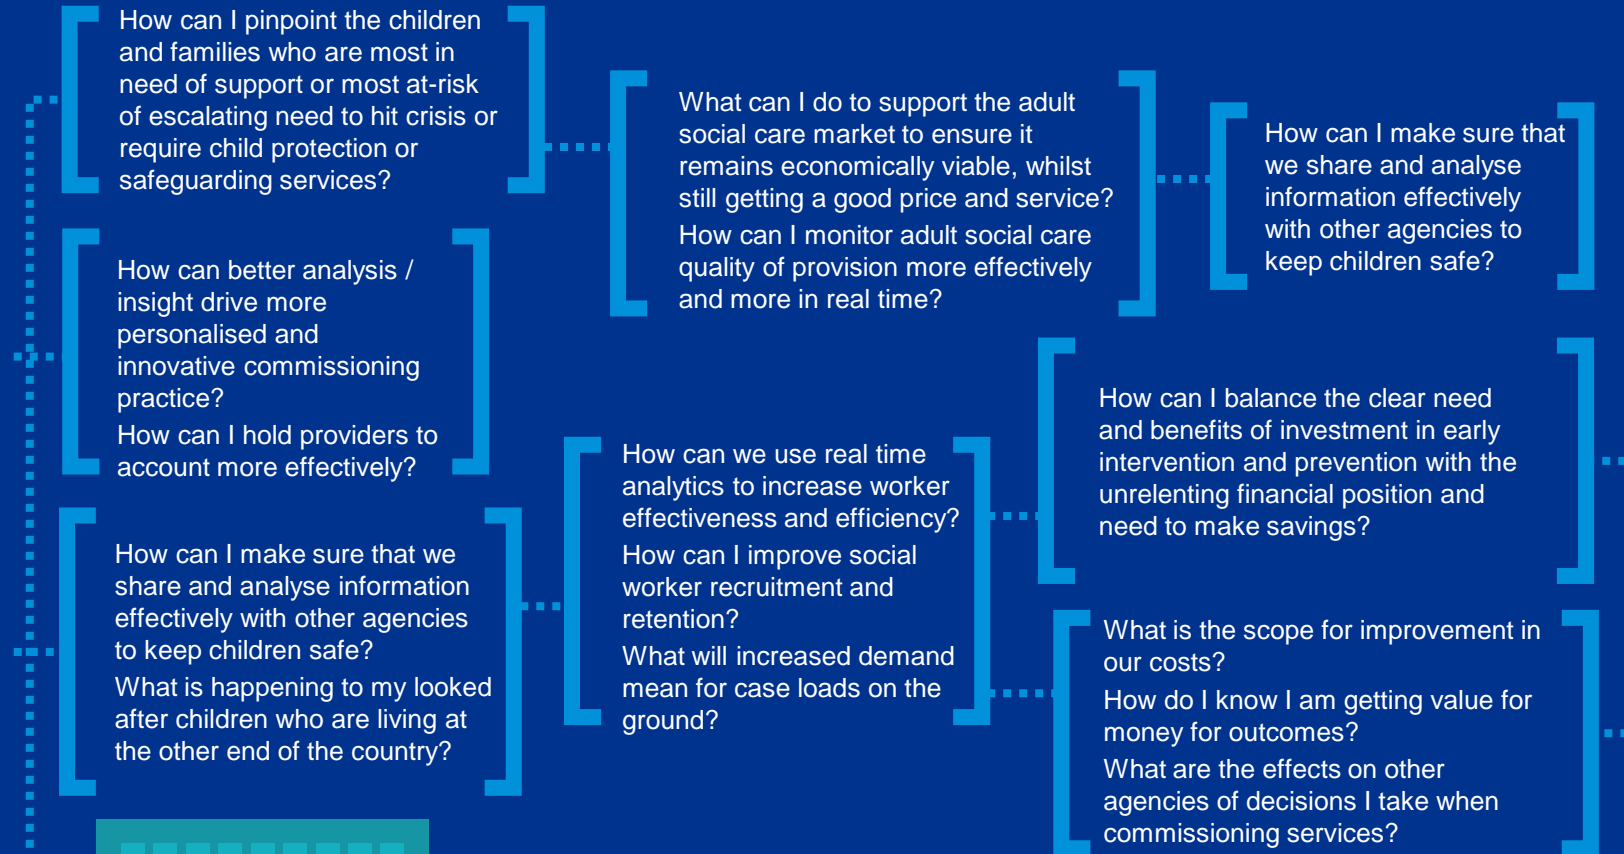 How can I pinpoint the children
and families who are most in
need of support or most at-risk
of escalating need to hit crisis or
require child protection or
safeguarding services?
What can I do to support the adult
social care market to ensure it
remains economically viable, whilst
still getting a good price and service?
How can I monitor adult social care
quality of provision more effectively
and more in real time?
How can I make sure that
we share and analyse
information effectively
with other agencies to
keep children safe?
How can better analysis /
insight drive more
personalised and
innovative commissioning
practice?
How can I hold providers to
account more effectively?
How can we use real time
analytics to increase worker
effectiveness and efficiency?
How can I improve social
worker recruitment and
retention?
What will increased demand
mean for case loads on the
ground?
How can I balance the clear need
and benefits of investment in early
intervention and prevention with the
unrelenting financial position and
need to make savings?
How can I make sure that we
share and analyse information
effectively with other agencies
to keep children safe?
What is happening to my looked
after children who are living at
the other end of the country?
What is the scope for improvement in
our costs?
How do I know I am getting value for
money for outcomes?
What are the effects on other
agencies of decisions I take when
commissioning services?